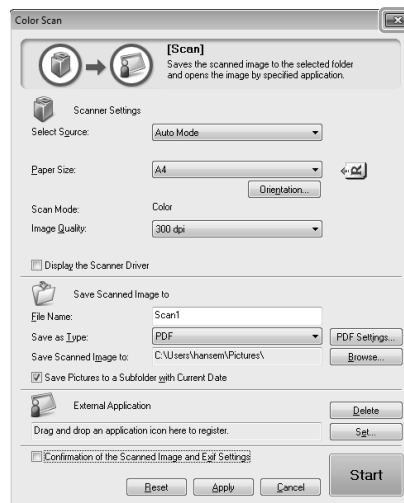 Color Scan
[Scan]
Saves the scanned image to the selected folder
and opens the image by specified application.
Scanner Settings
Select Source: Auto Mode
Paper Size: A4
Orientation...
Scan Mode: Color
Image Quality: 300 dpi
Display the Scanner Driver
Save Scanned Image to
File Name: Scan1
Save as Type: PDF PDF Settings...
Save Scanned Image to: C:\Users\hansem\Pictures\ Browse...
Save Pictures to a Subfolder with Current Date
External Application Delete
Drag and drop an application icon here to register. Set...
Confirmation of the Scanned Image and Exif Settings
Reset Apply Cancel Start